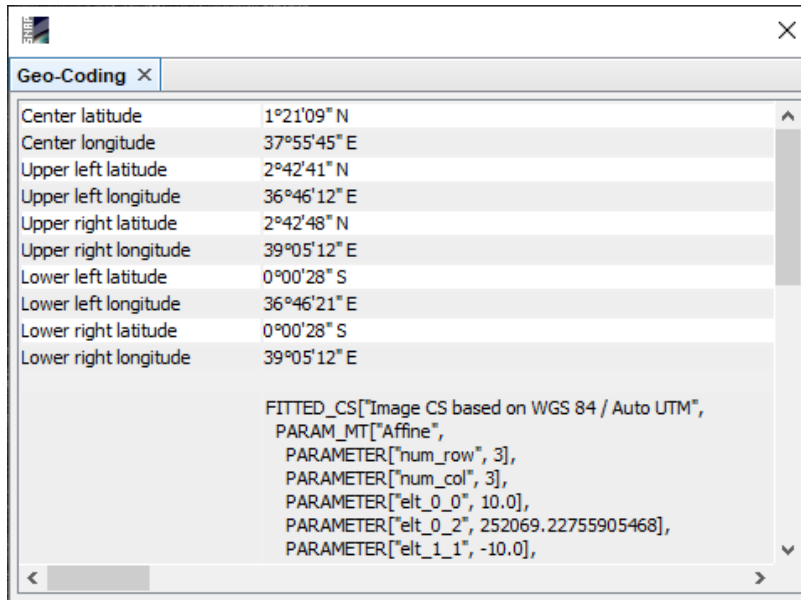 SNAP
Geo-Coding
Center latitude 1°21'09" N
Center longitude 37°55'45" E
Upper left latitude 2°42'41" N
Upper left longitude 36°46'12" E
Upper right latitude 2°42'48" N
Upper right longitude 39°05'12" E
Lower left latitude 0°00'28" S
Lower left longitude 36°46'21" E
Lower right latitude 0°00'28" S
Lower right longitude 39°05'12" E
FITTED_CS["Image CS based on WGS 84 / Auto UTM",
PARAM_MT["Affine",
PARAMETER["num_row", 3],
PARAMETER["num_col", 3],
PARAMETER["elt_0_0", 10.0],
PARAMETER["elt_0_2", 252069.22755905468],
PARAMETER["elt_1_1", -10.0],